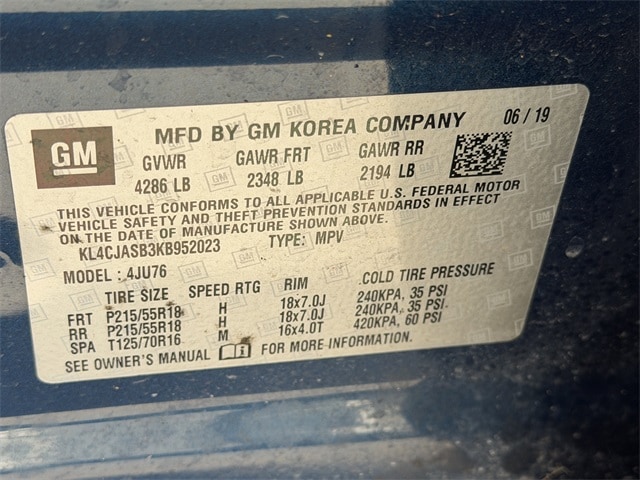 GM
MFD BY GM KOREA COMPANY 06 / 19
GVWR GAWR FRT GAWR RR
4286 LB 2348 LB 2194 LB
THIS VEHICLE CONFORMS TO ALL APPLICABLE U.S. FEDERAL MOTOR
VEHICLE SAFETY AND THEFT PREVENTION STANDARDS IN EFFECT
ON THE DATE OF MANUFACTURE SHOWN ABOVE.
KL4CJASB3KB952023 TYPE: MPV
MODEL : 4JU76
TIRE SIZE SPEED RTG RIM COLD TIRE PRESSURE
FRT P215/55R18 H 18x7.0J 240KPA, 35 PSI
RR P215/55R18 H 18x7.0J 240KPA, 35 PSI
SPA T125/70R16 M 16x4.0T 420KPA, 60 PSI
SEE OWNER'S MANUAL FOR MORE INFORMATION.